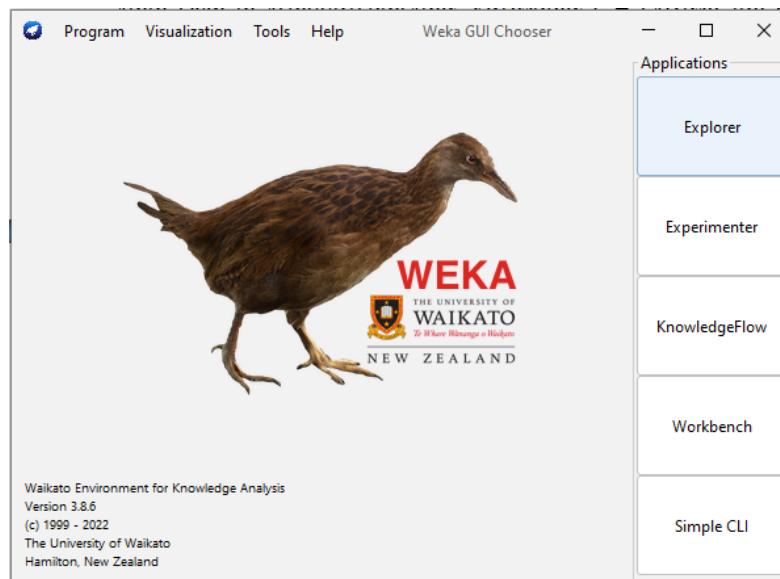 Program Visualization Tools Help Weka GUI Chooser
Applications
Explorer
Experimenter
KnowledgeFlow
Workbench
Simple CLI
WEKA
THE UNIVERSITY OF
WAIKATO
Te Whare Wānanga o Waikato
NEW ZEALAND
Waikato Environment for Knowledge Analysis
Version 3.8.6
(c) 1999 - 2022
The University of Waikato
Hamilton, New Zealand